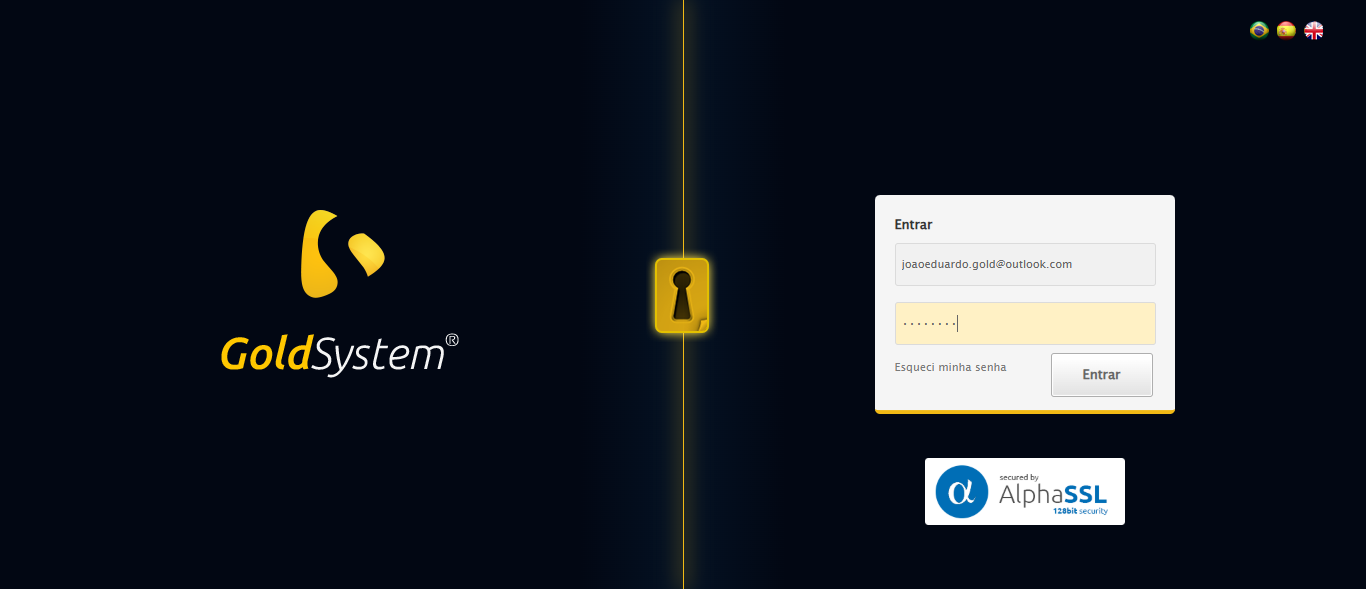 GoldSystem®
Entrar
joaoeduardo.gold@outlook.com
........
Esqueci minha senha
Entrar
secured by
α AlphaSSL
128bit security